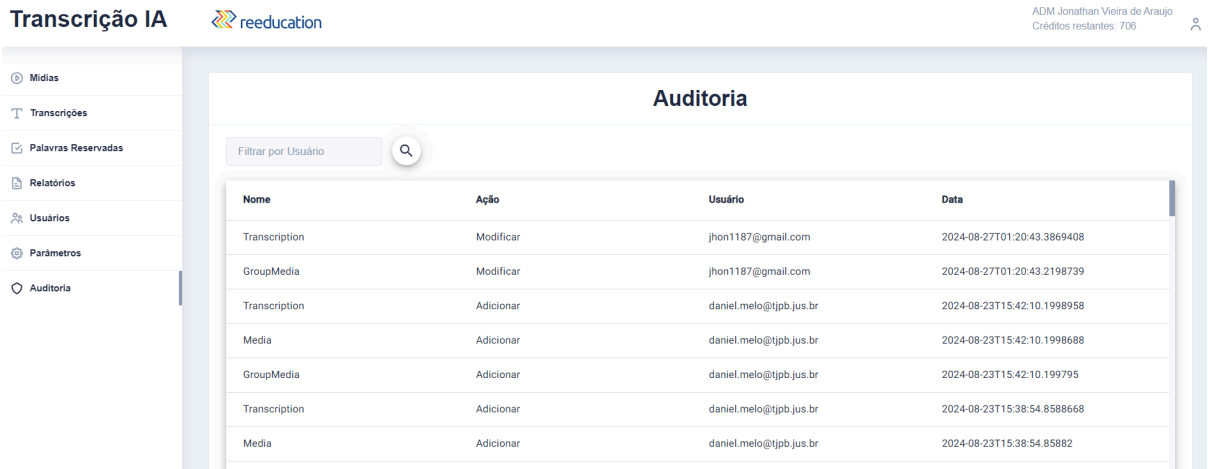 Transcrição IA
reeducation
ADM Jonathan Vieira de Araujo
Créditos restantes: 706
Mídias
Transcrições
Palavras Reservadas
Relatórios
Usuários
Parâmetros
Auditoria
Auditoria
Filtrar por Usuário
Nome Ação Usuário Data
Transcription Modificar jhon1187@gmail.com 2024-08-27T01:20:43.3869408
GroupMedia Modificar jhon1187@gmail.com 2024-08-27T01:20:43.2198739
Transcription Adicionar daniel.melo@tjpb.jus.br 2024-08-23T15:42:10.1998958
Media Adicionar daniel.melo@tjpb.jus.br 2024-08-23T15:42:10.1998688
GroupMedia Adicionar daniel.melo@tjpb.jus.br 2024-08-23T15:42:10.199795
Transcription Adicionar daniel.melo@tjpb.jus.br 2024-08-23T15:38:54.8588668
Media Adicionar daniel.melo@tjpb.jus.br 2024-08-23T15:38:54.85882